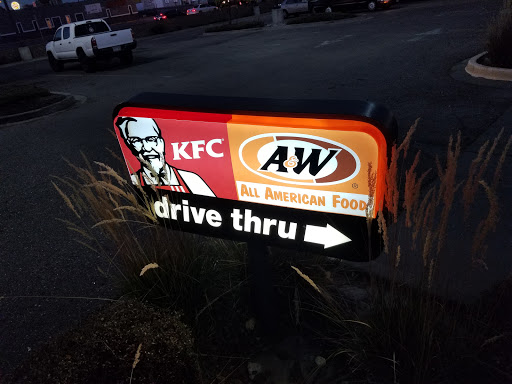 KFC
A&W
®
ALL AMERICAN FOOD
drive thru